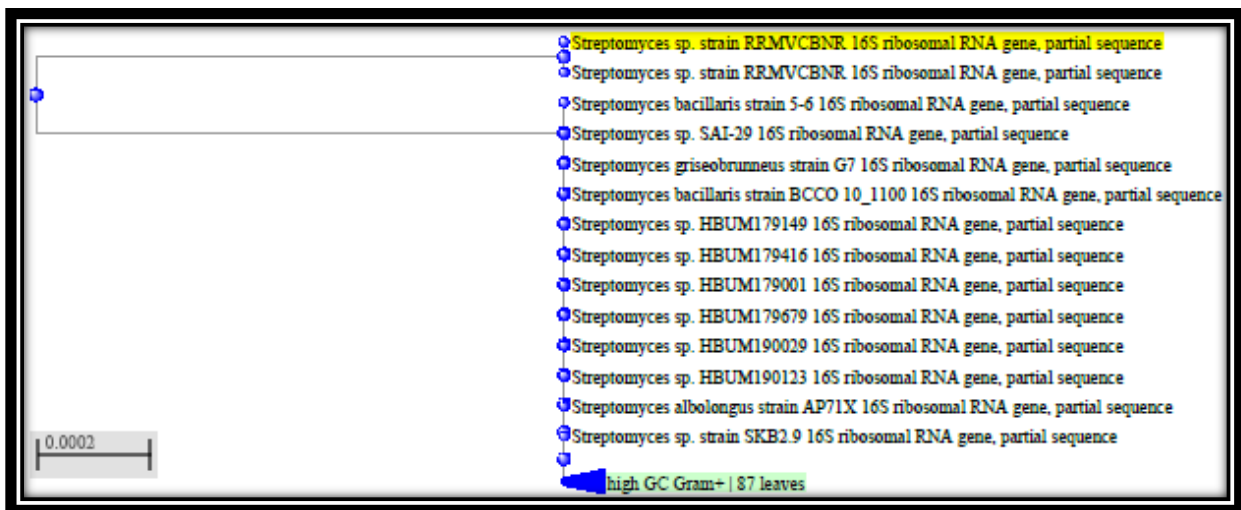 Streptomyces sp. strain RRMVCBNR 16S ribosomal RNA gene, partial sequence
Streptomyces sp. strain RRMVCBNR 16S ribosomal RNA gene, partial sequence
Streptomyces bacillaris strain 5-6 16S ribosomal RNA gene, partial sequence
Streptomyces sp. SAI-29 16S ribosomal RNA gene, partial sequence
Streptomyces griseobrunneus strain G7 16S ribosomal RNA gene, partial sequence
Streptomyces bacillaris strain BCCO 10_1100 16S ribosomal RNA gene, partial sequence
Streptomyces sp. HBUM179149 16S ribosomal RNA gene, partial sequence
Streptomyces sp. HBUM179416 16S ribosomal RNA gene, partial sequence
Streptomyces sp. HBUM179001 16S ribosomal RNA gene, partial sequence
Streptomyces sp. HBUM179679 16S ribosomal RNA gene, partial sequence
Streptomyces sp. HBUM190029 16S ribosomal RNA gene, partial sequence
Streptomyces sp. HBUM190123 16S ribosomal RNA gene, partial sequence
Streptomyces albolongus strain AP71X 16S ribosomal RNA gene, partial sequence
Streptomyces sp. strain SKB2.9 16S ribosomal RNA gene, partial sequence
0.0002
high GC Gram+ | 87 leaves